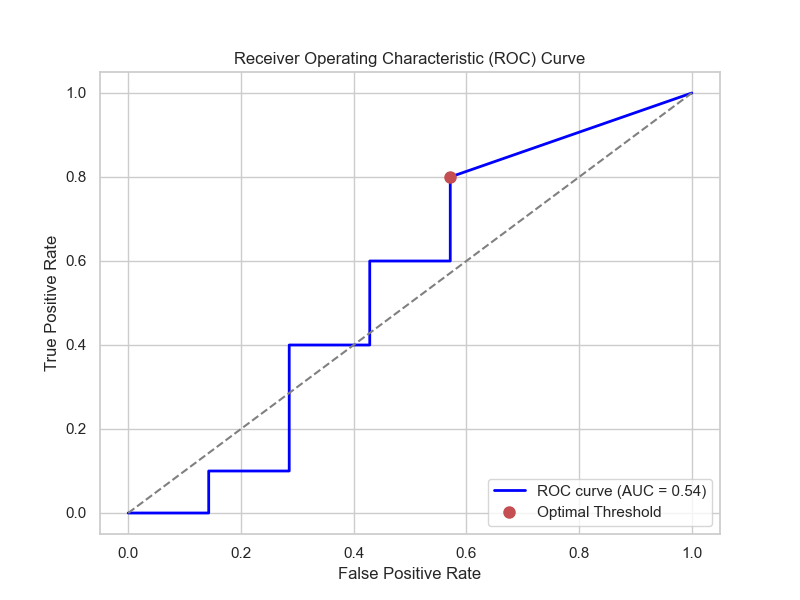 Receiver Operating Characteristic (ROC) Curve
1.0
0.8
0.6
0.4
0.2
0.0
True Positive Rate
0.0 0.2 0.4 0.6 0.8 1.0
False Positive Rate
ROC curve (AUC = 0.54)
Optimal Threshold